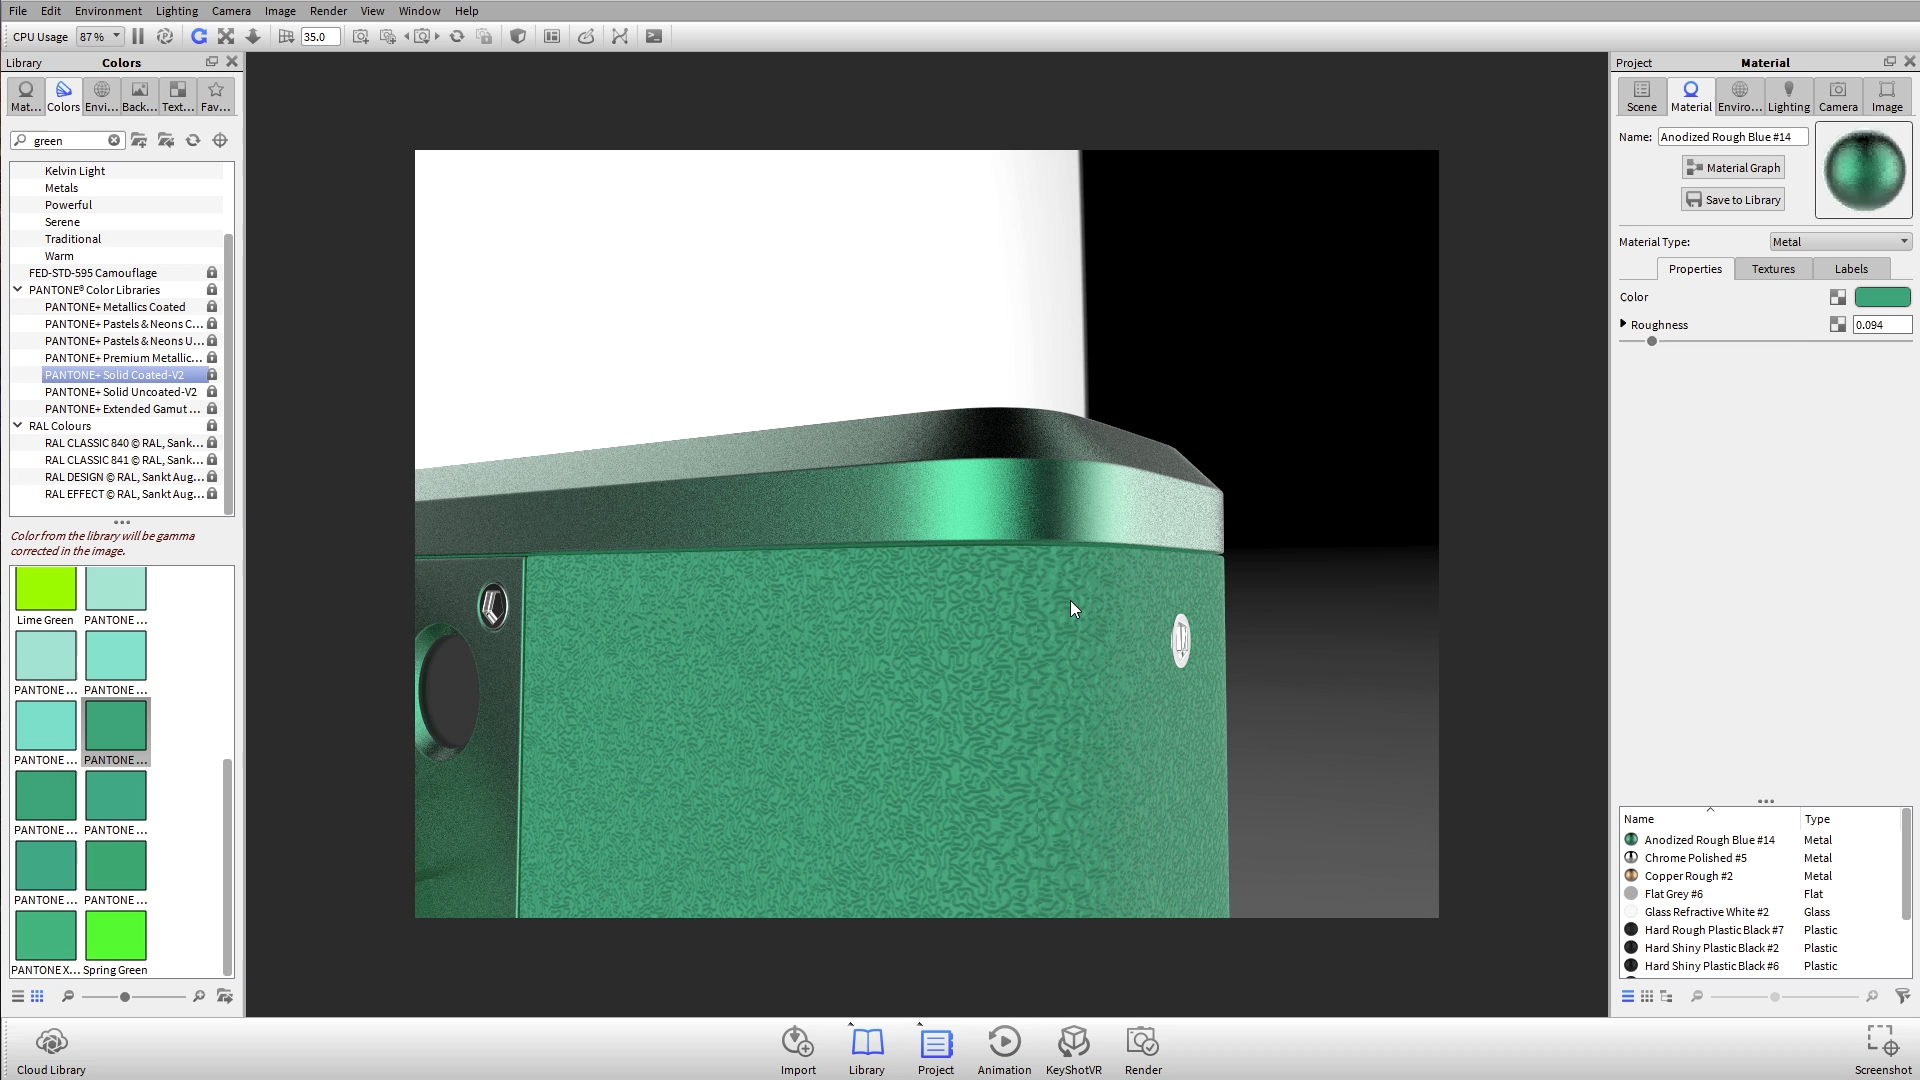 File Edit Environment Lighting Camera Image Render View Window Help
CPU Usage 87 % 35.0
Library Colors
Mat... Colors Envi... Back... Text... Fav...
green
Kelvin Light
Metals
Powerful
Serene
Traditional
Warm
FED-STD-595 Camouflage
PANTONE® Color Libraries
PANTONE+ Metallics Coated
PANTONE+ Pastels & Neons C...
PANTONE+ Pastels & Neons U...
PANTONE+ Premium Metallic...
PANTONE+ Solid Coated-V2
PANTONE+ Solid Uncoated-V2
PANTONE+ Extended Gamut ...
RAL Colours
RAL CLASSIC 840 © RAL, Sank...
RAL CLASSIC 841 © RAL, Sank...
RAL DESIGN © RAL, Sankt Aug...
RAL EFFECT © RAL, Sankt Aug...
Color from the library will be gamma
corrected in the image.
Lime Green PANTONE ...
PANTONE ... PANTONE ...
PANTONE ... PANTONE ...
PANTONE ... PANTONE ...
PANTONE ... PANTONE ...
PANTONE X... Spring Green
Project Material
Scene Material Enviro... Lighting Camera Image
Name: Anodized Rough Blue #14
Material Graph
Save to Library
Material Type: Metal
Properties Textures Labels
Color
Roughness 0.094
Name Type
Anodized Rough Blue #14 Metal
Chrome Polished #5 Metal
Copper Rough #2 Metal
Flat Grey #6 Flat
Glass Refractive White #2 Glass
Hard Rough Plastic Black #7 Plastic
Hard Shiny Plastic Black #2 Plastic
Hard Shiny Plastic Black #6 Plastic
Cloud Library Import Library Project Animation KeyShotVR Render Screenshot